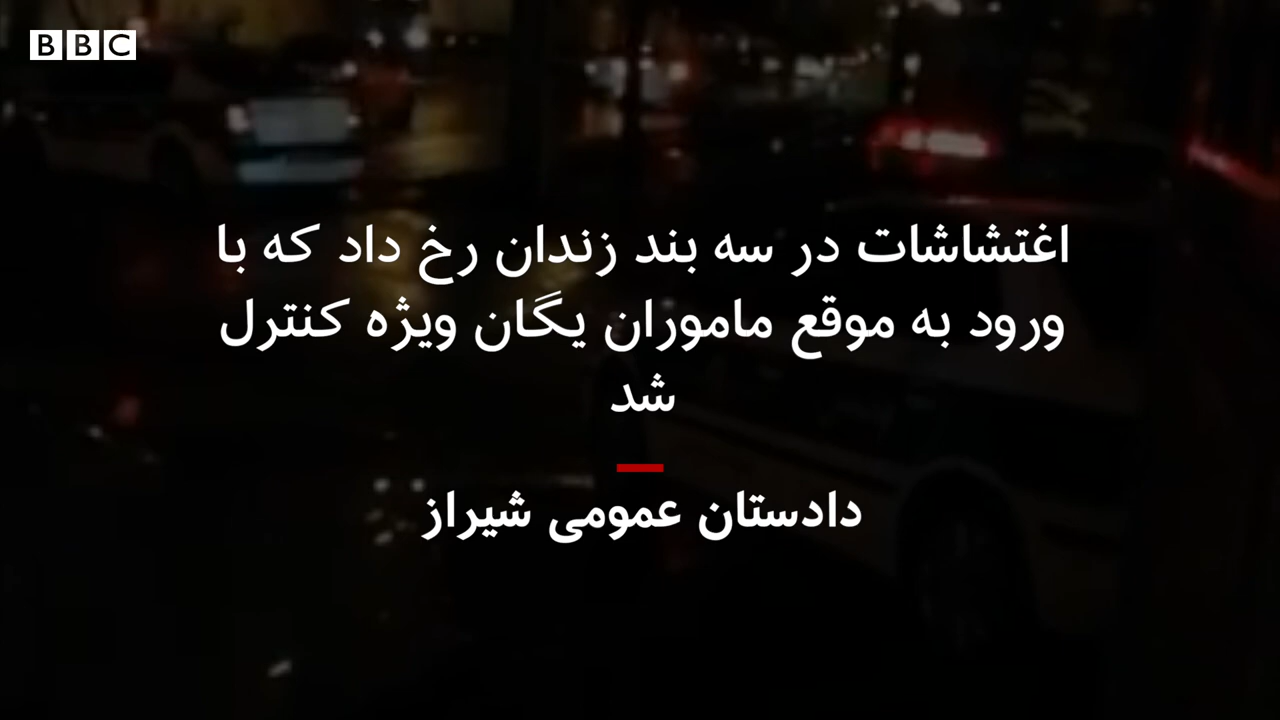 BBC
اغتشاشات در سه بند زندان رخ داد که با
ورود به موقع ماموران یگان ویژه کنترل
شد
دادستان عمومی شیراز